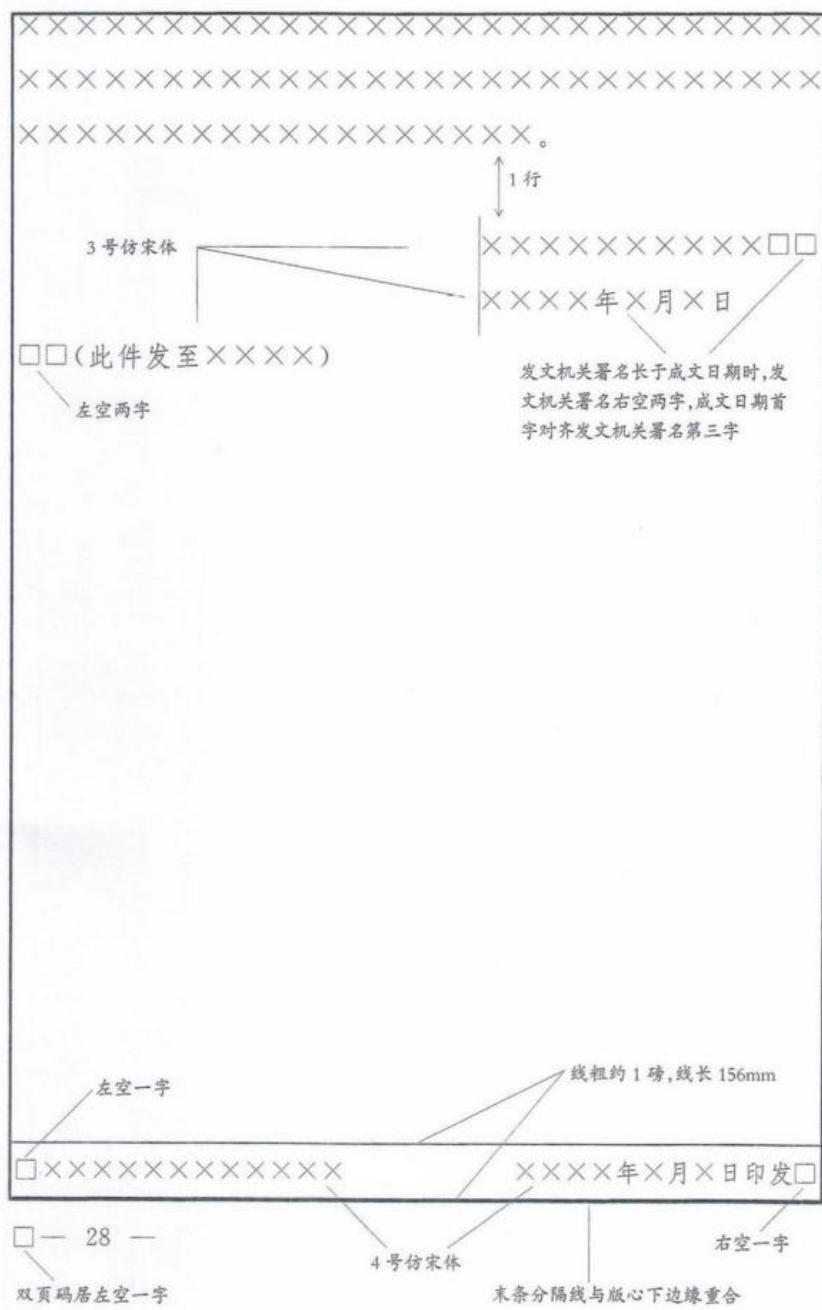 ××××××××××××××××××××××××××××
××××××××××××××××××××××××××××
××××××××××××××××××。
1行
3号仿宋体
××××××××××□□
××××年×月×日
□□(此件发至××××)
左空两字
发文机关署名长于成文日期时,发
文机关署名右空两字,成文日期首
字对齐发文机关署名第三字
左空一字
线粗约1磅,线长156mm
□×××××××××××××
××××年×月×日印发□
□— 28 —
4号仿宋体
右空一字
双页码居左空一字
末条分隔线与版心下边缘重合